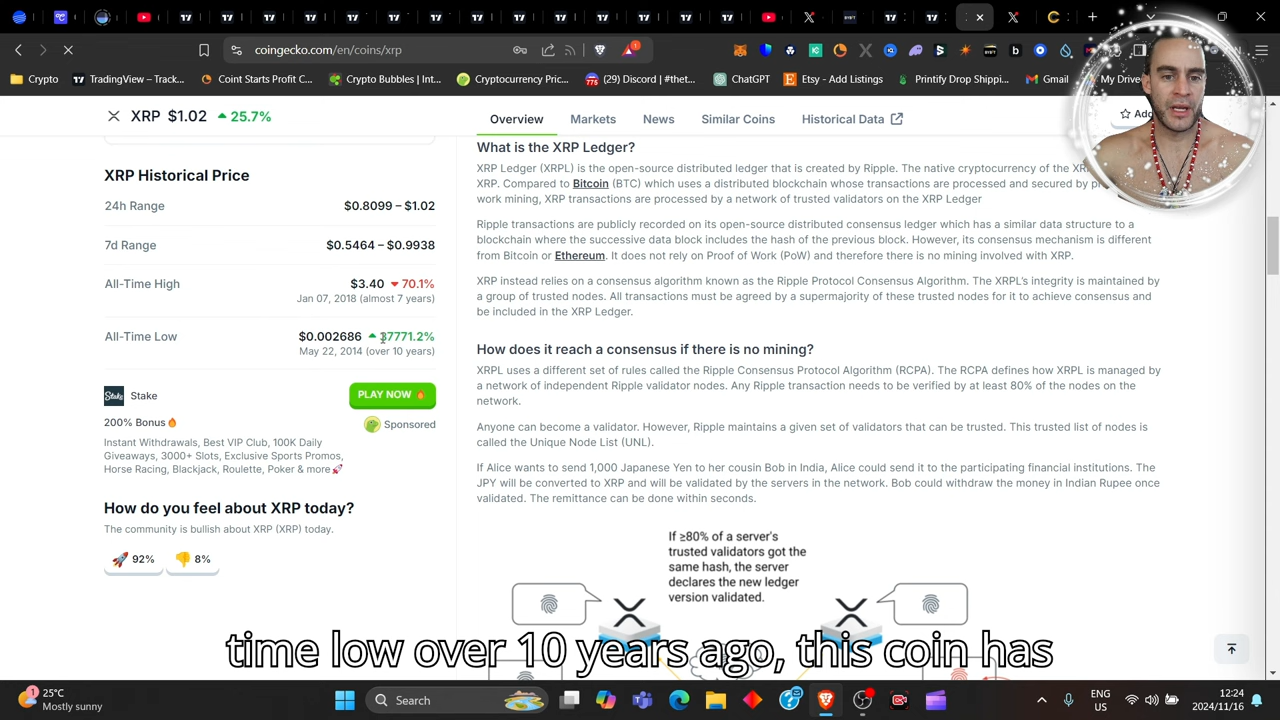 coingecko.com/en/coins/xrp
Crypto
TradingView – Track...
Coint Starts Profit C...
Crypto Bubbles | Int...
Cryptocurrency Pric...
(29) Discord | #thet...
ChatGPT
Etsy - Add Listings
Printify Drop Shippi...
Gmail
My Drive
XRP $1.02 25.7%
Overview
Markets
News
Similar Coins
Historical Data
XRP Historical Price
24h Range $0.8099 – $1.02
7d Range $0.5464 – $0.9938
All-Time High $3.40 70.1%
Jan 07, 2018 (almost 7 years)
All-Time Low $0.002686 37771.2%
May 22, 2014 (over 10 years)
Stake
PLAY NOW
200% Bonus
Sponsored
Instant Withdrawals, Best VIP Club, 100K Daily
Giveaways, 3000+ Slots, Exclusive Sports Promos,
Horse Racing, Blackjack, Roulette, Poker & more
How do you feel about XRP today?
The community is bullish about XRP (XRP) today.
92%
8%
What is the XRP Ledger?
XRP Ledger (XRPL) is the open-source distributed ledger that is created by Ripple. The native cryptocurrency of the
XRP. Compared to Bitcoin (BTC) which uses a distributed blockchain whose transactions are processed and secured by
work mining, XRP transactions are processed by a network of trusted validators on the XRP Ledger
Ripple transactions are publicly recorded on its open-source distributed consensus ledger which has a similar data structure to a
blockchain where the successive data block includes the hash of the previous block. However, its consensus mechanism is different
from Bitcoin or Ethereum. It does not rely on Proof of Work (PoW) and therefore there is no mining involved with XRP.
XRP instead relies on a consensus algorithm known as the Ripple Protocol Consensus Algorithm. The XRPL's integrity is maintained by
a group of trusted nodes. All transactions must be agreed by a supermajority of these trusted nodes for it to achieve consensus and
be included in the XRP Ledger.
How does it reach a consensus if there is no mining?
XRPL uses a different set of rules called the Ripple Consensus Protocol Algorithm (RCPA). The RCPA defines how XRPL is managed by
a network of independent Ripple validator nodes. Any Ripple transaction needs to be verified by at least 80% of the nodes on the
network.
Anyone can become a validator. However, Ripple maintains a given set of validators that can be trusted. This trusted list of nodes is
called the Unique Node List (UNL).
If Alice wants to send 1,000 Japanese Yen to her cousin Bob in India, Alice could send it to the participating financial institutions. The
JPY will be converted to XRP and will be validated by the servers in the network. Bob could withdraw the money in Indian Rupee once
validated. The remittance can be done within seconds.
If ≥80% of a server's
trusted validators got the
same hash, the server
declares the new ledger
version validated.
time low over 10 years ago, this coin has
25°C
Mostly sunny
Search
ENG
US
12:24
2024/11/16